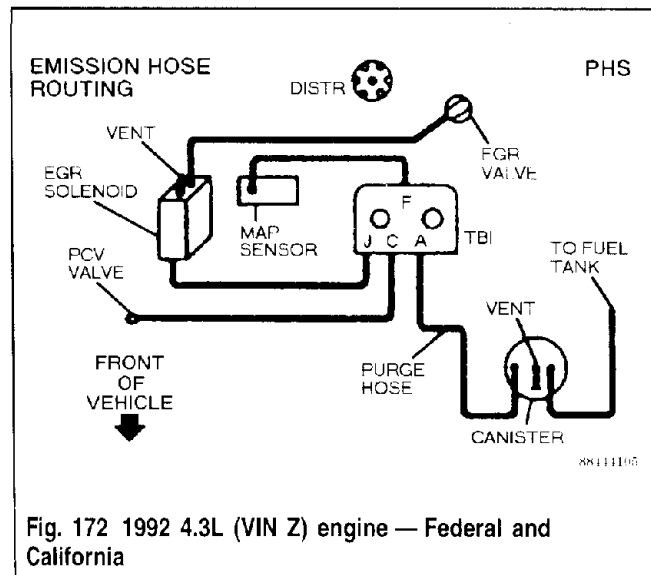 EMISSION HOSE
ROUTING
PHS
DISTR
VENT
EGR
SOLENOID
EGR
VALVE
MAP
SENSOR
F
J C A
TBI
PCV
VALVE
TO FUEL
TANK
VENT
PURGE
HOSE
FRONT
OF
VEHICLE
CANISTER
Fig. 172 1992 4.3L (VIN Z) engine — Federal and
California